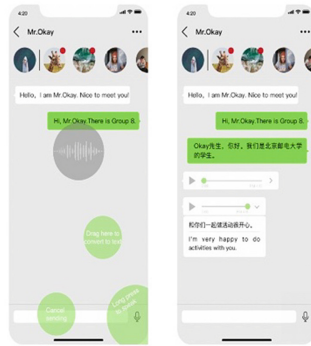 4:20
Mr.Okay
Hello, I am Mr.Okay. Nice to meet you!
Hi, Mr.Okay.There is Group 8.
Drag here to
convert to text
Cancel
sending
Long press
4:20
Mr.Okay
Hello, I am Mr.Okay. Nice to meet you!
Hi, Mr.Okay.There is Group 8.
Okay先生，你好。我们是北京邮电大学
的学生。
和你们一起做活动很开心。
I'm very happy to do
activities with you.